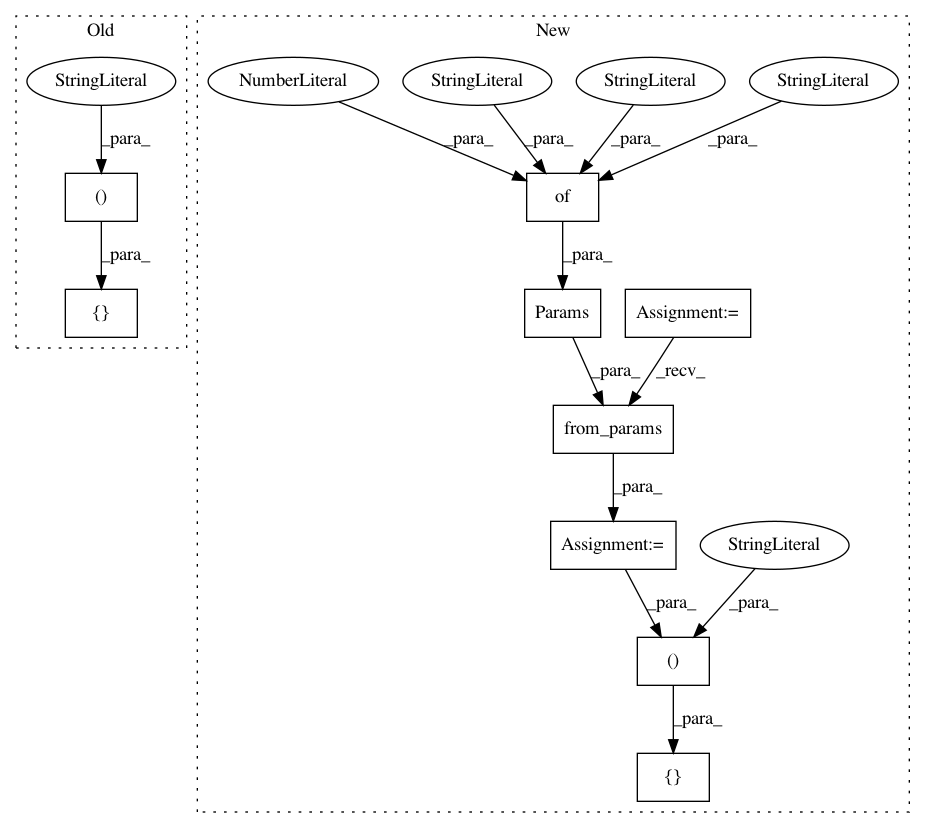 Old
New
StringLiteral
NumberLiteral
StringLiteral
StringLiteral
StringLiteral
_para_
_para_
_para_
_para_
_para_
()
of
_para_
_para_
{}
Params
Assignment:=
_para_
_recv_
from_params
_para_
Assignment:=
StringLiteral
_para_
_para_
()
_para_
{}